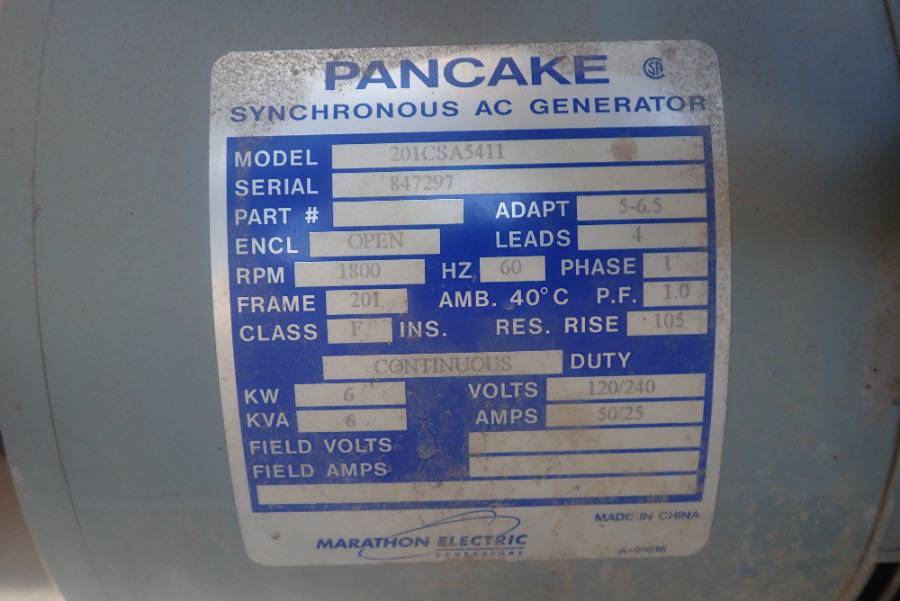 PANCAKE SA
SYNCHRONOUS AC GENERATOR
MODEL 201CSA5411
SERIAL 847297
PART # ADAPT 5-6.5
ENCL OPEN LEADS 4
RPM 1800 HZ 60 PHASE 1
FRAME 201 AMB. 40°C P.F. 1.0
CLASS F INS. RES. RISE 105
CONTINUOUS DUTY
KW 6 VOLTS 120/240
KVA 6 AMPS 50/25
FIELD VOLTS
FIELD AMPS
MADE IN CHINA
MARATHON ELECTRIC
GENERATORS
A-91616